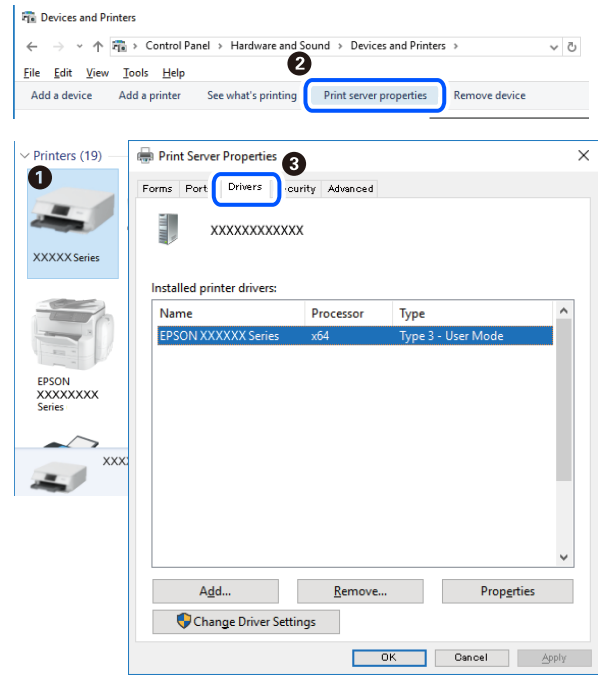 Devices and Printers
Control Panel > Hardware and Sound > Devices and Printers >
2
File Edit View Tools Help
Add a device Add a printer See what's printing Print server properties Remove device
Printers (19)
1
XXXXX Series
EPSON
XXXXXXXX
Series
XXX
Print Server Properties
3
Forms Port Drivers curity Advanced
XXXXXXXXXXXX
Installed printer drivers:
Name Processor Type
EPSON XXXXXX Series x64 Type 3 - User Mode
Add... Remove... Properties
Change Driver Settings
OK Cancel Apply